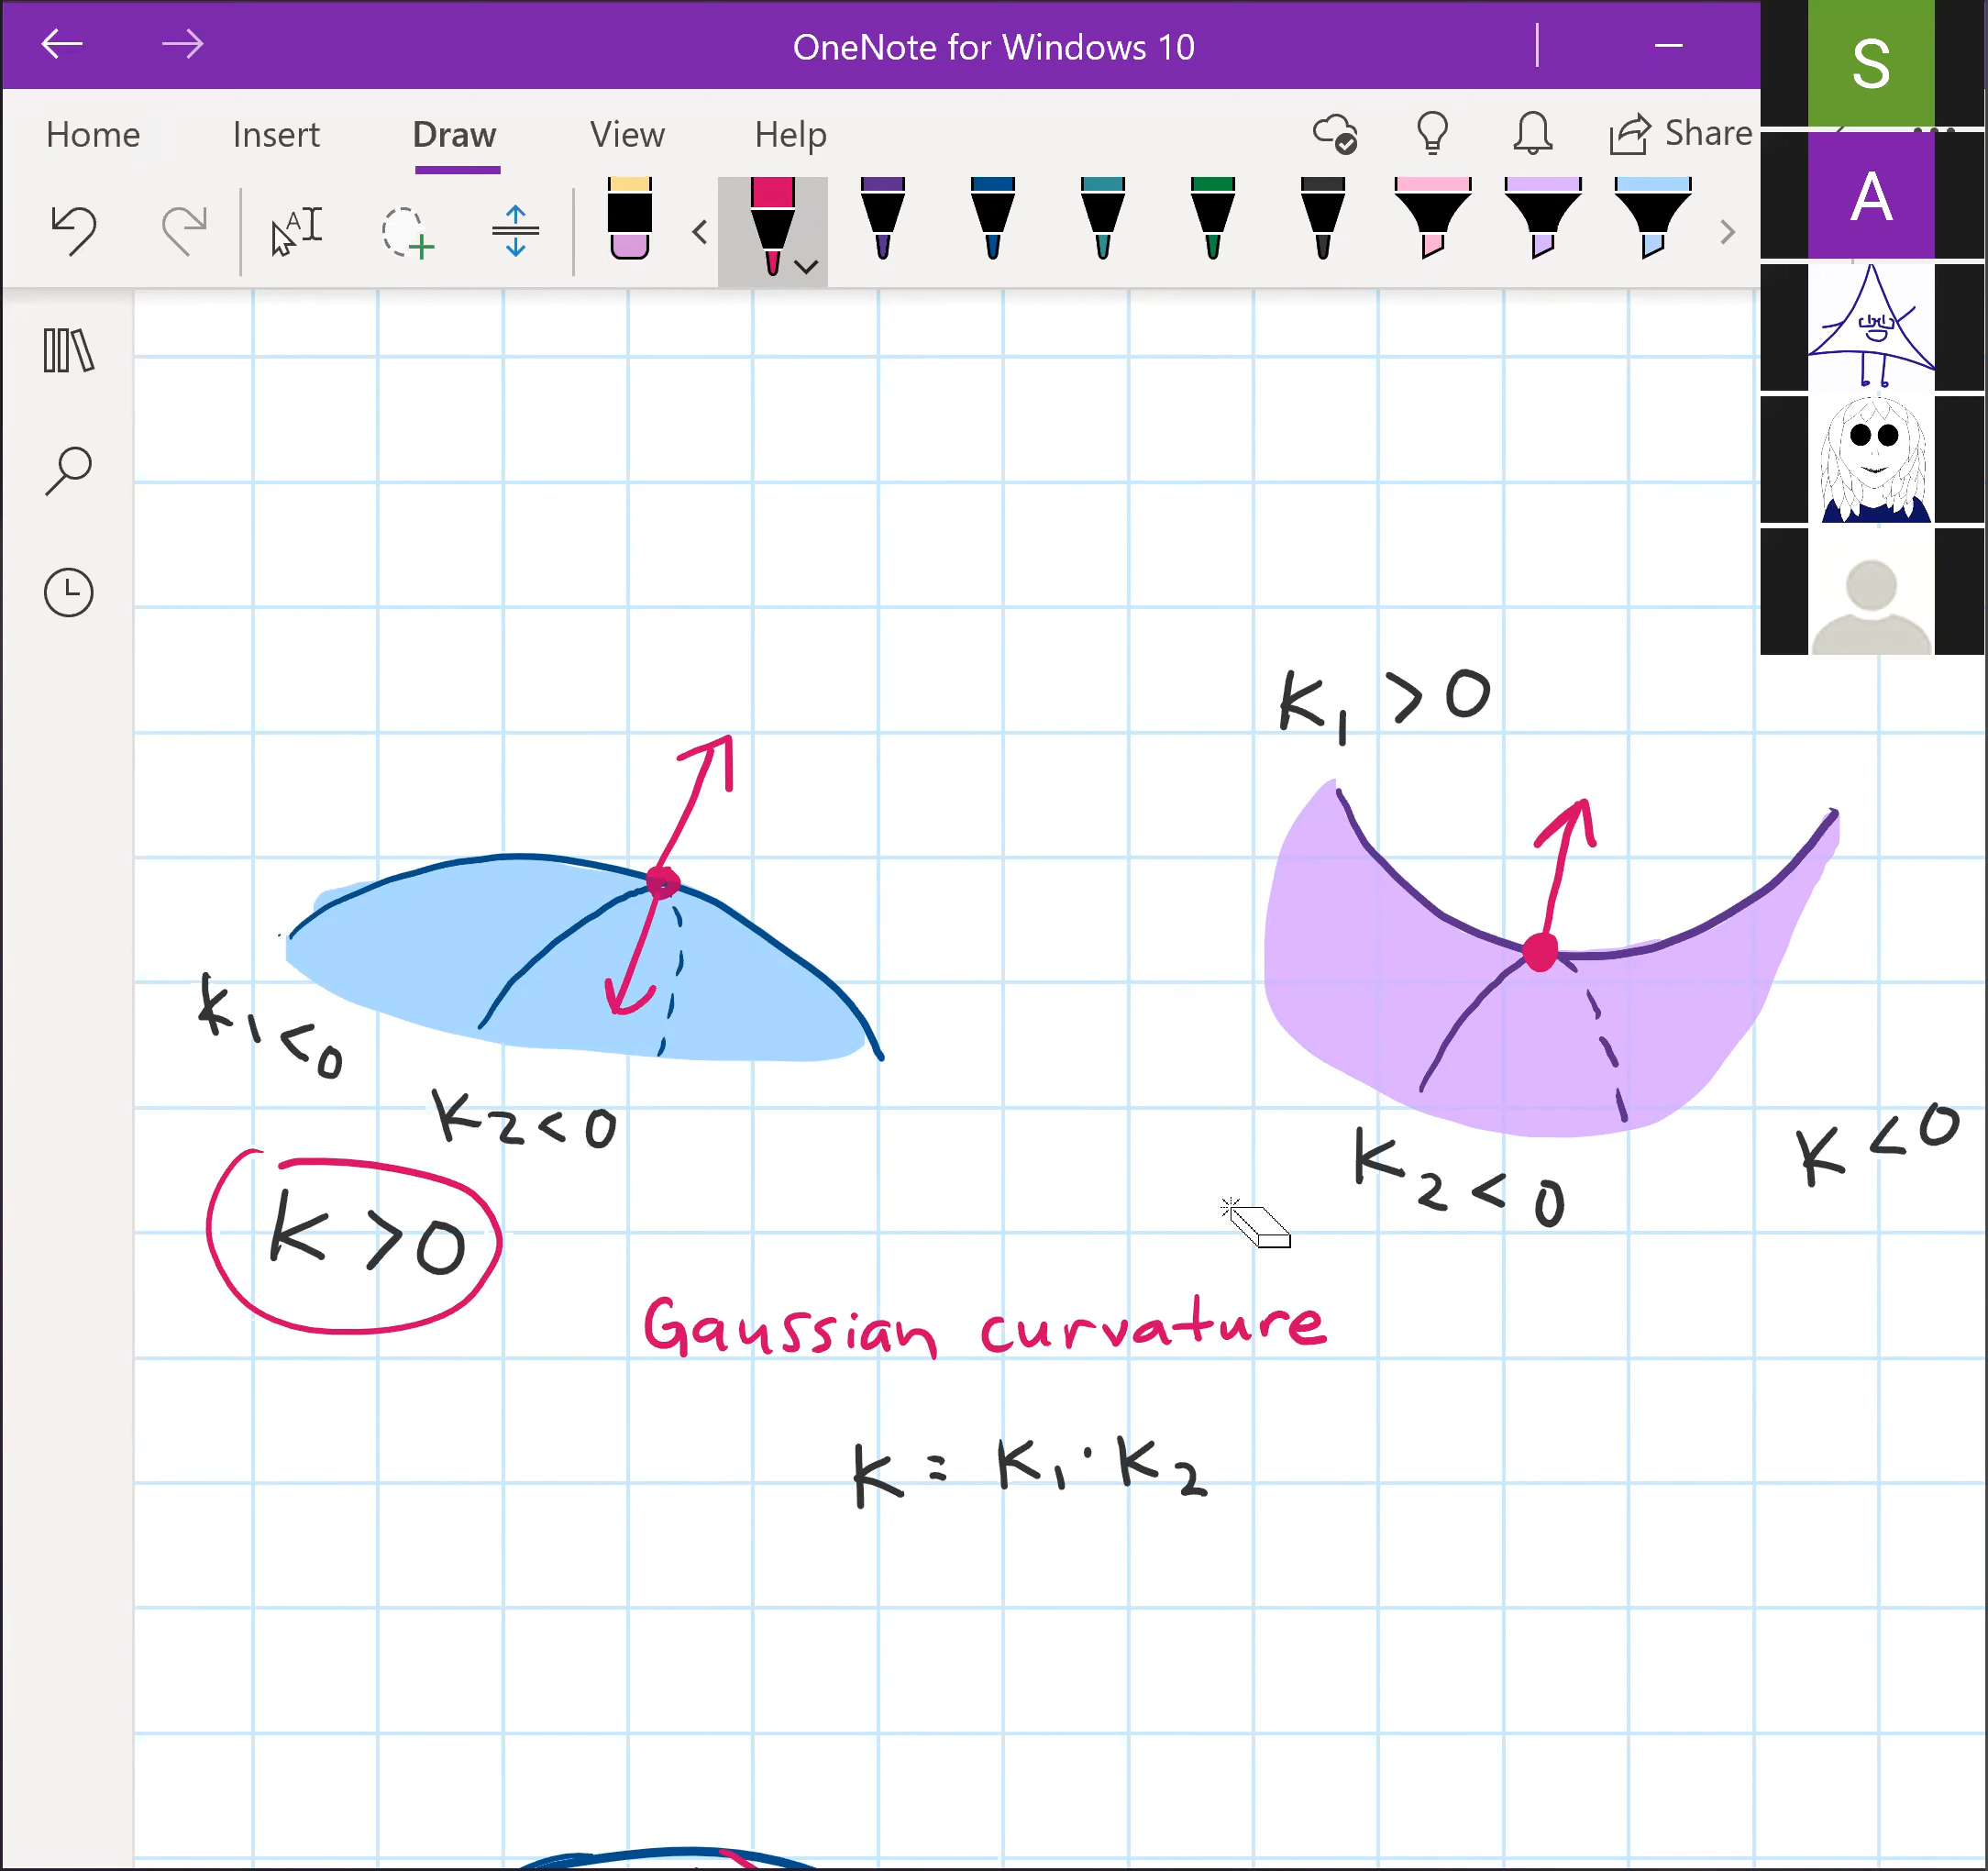 OneNote for Windows 10
S
Home Insert Draw View Help Share
A
K₁ > 0
K₁ < 0
K₂ < 0
K < 0
K₂ < 0
K > 0
Gaussian curvature
K = K₁ · K₂